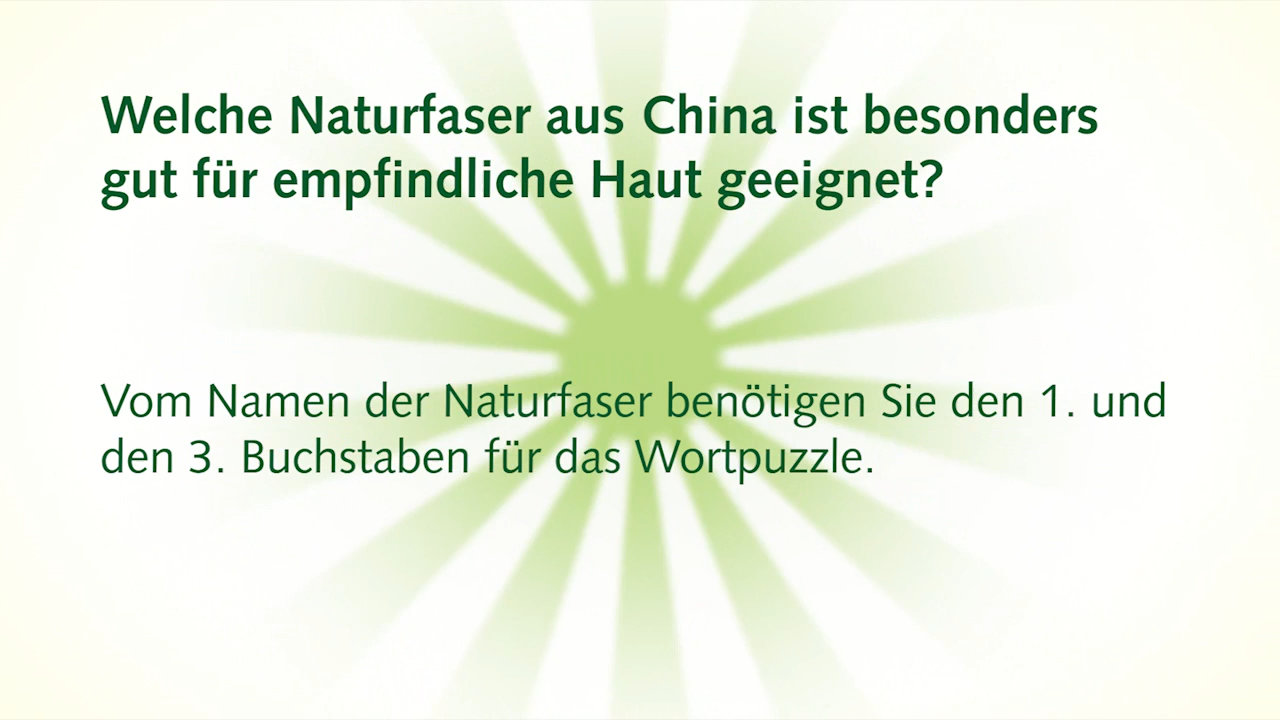 Welche Naturfaser aus China ist besonders
gut für empfindliche Haut geeignet?
Vom Namen der Naturfaser benötigen Sie den 1. und
den 3. Buchstaben für das Wortpuzzle.